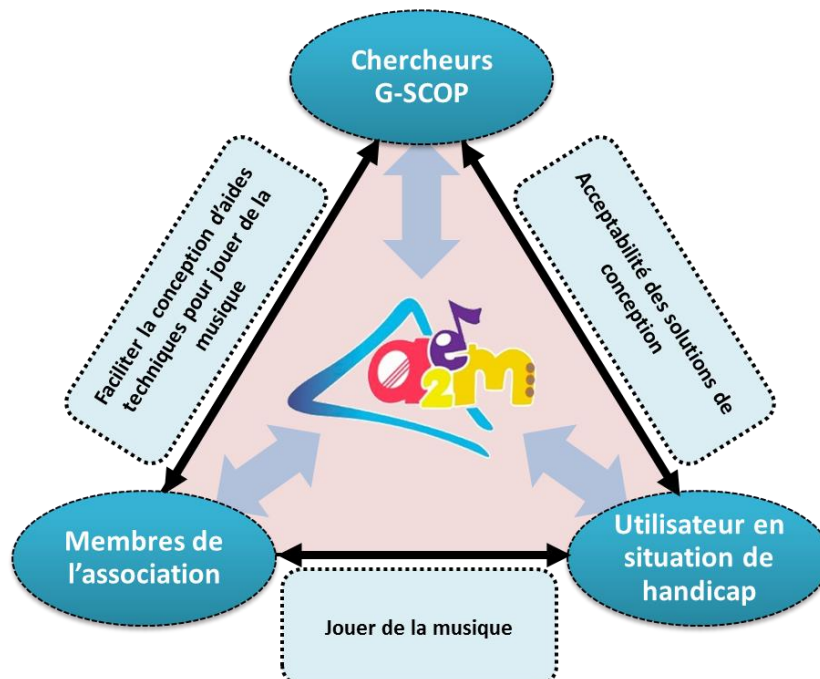 Chercheurs
G-SCOP
Faciliter la conception d’aides
techniques pour jouer de la
musique
Acceptabilité des solutions de
conception
ae2m
Membres de
l’association
Utilisateur en
situation de
handicap
Jouer de la musique